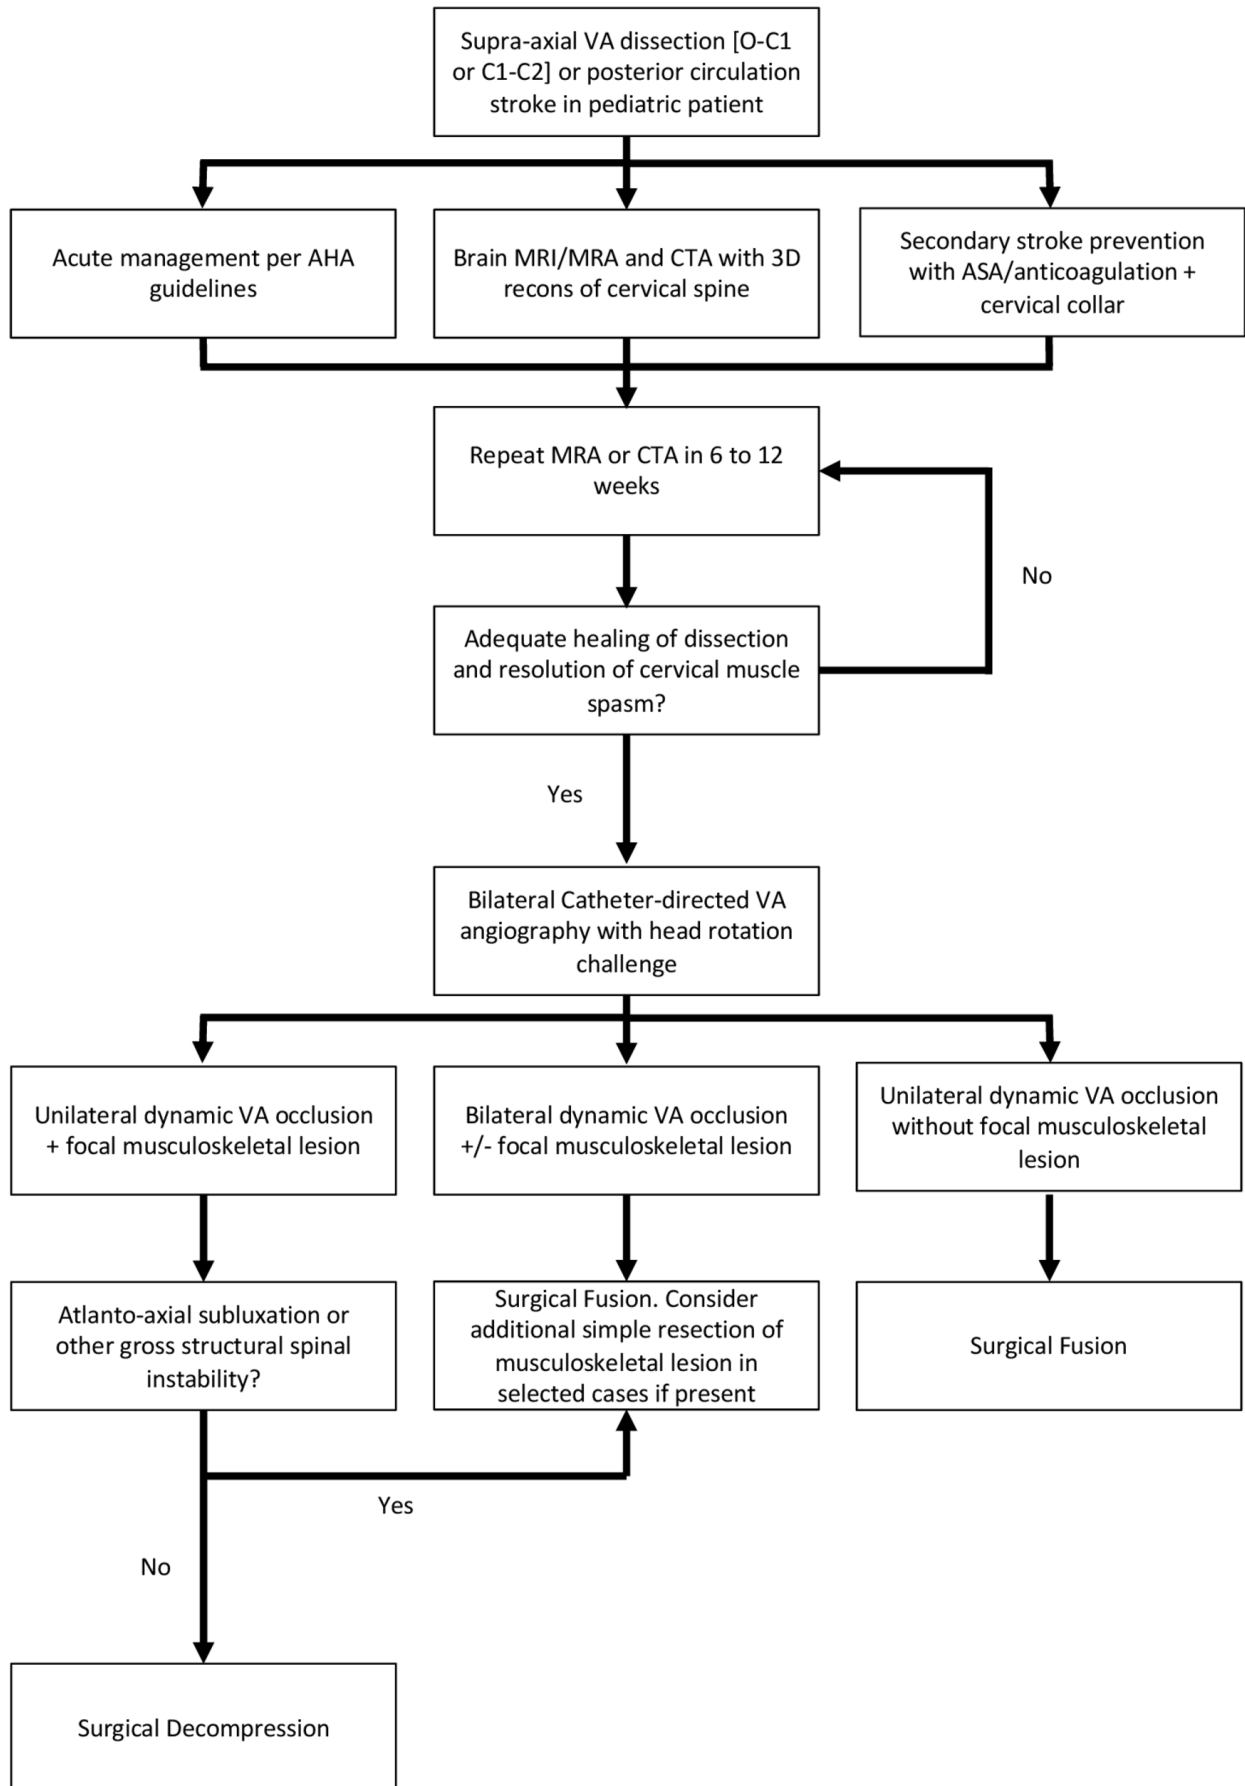 Supra-axial VA dissection [O-C1
or C1-C2] or posterior circulation
stroke in pediatric patient
Acute management per AHA
guidelines
Brain MRI/MRA and CTA with 3D
recons of cervical spine
Secondary stroke prevention
with ASA/anticoagulation +
cervical collar
Repeat MRA or CTA in 6 to 12
weeks
No
Adequate healing of dissection
and resolution of cervical muscle
spasm?
Yes
Bilateral Catheter-directed VA
angiography with head rotation
challenge
Unilateral dynamic VA occlusion
+ focal musculoskeletal lesion
Bilateral dynamic VA occlusion
+/- focal musculoskeletal lesion
Unilateral dynamic VA occlusion
without focal musculoskeletal
lesion
Atlanto-axial subluxation or
other gross structural spinal
instability?
Surgical Fusion. Consider
additional simple resection of
musculoskeletal lesion in
selected cases if present
Surgical Fusion
Yes
No
Surgical Decompression